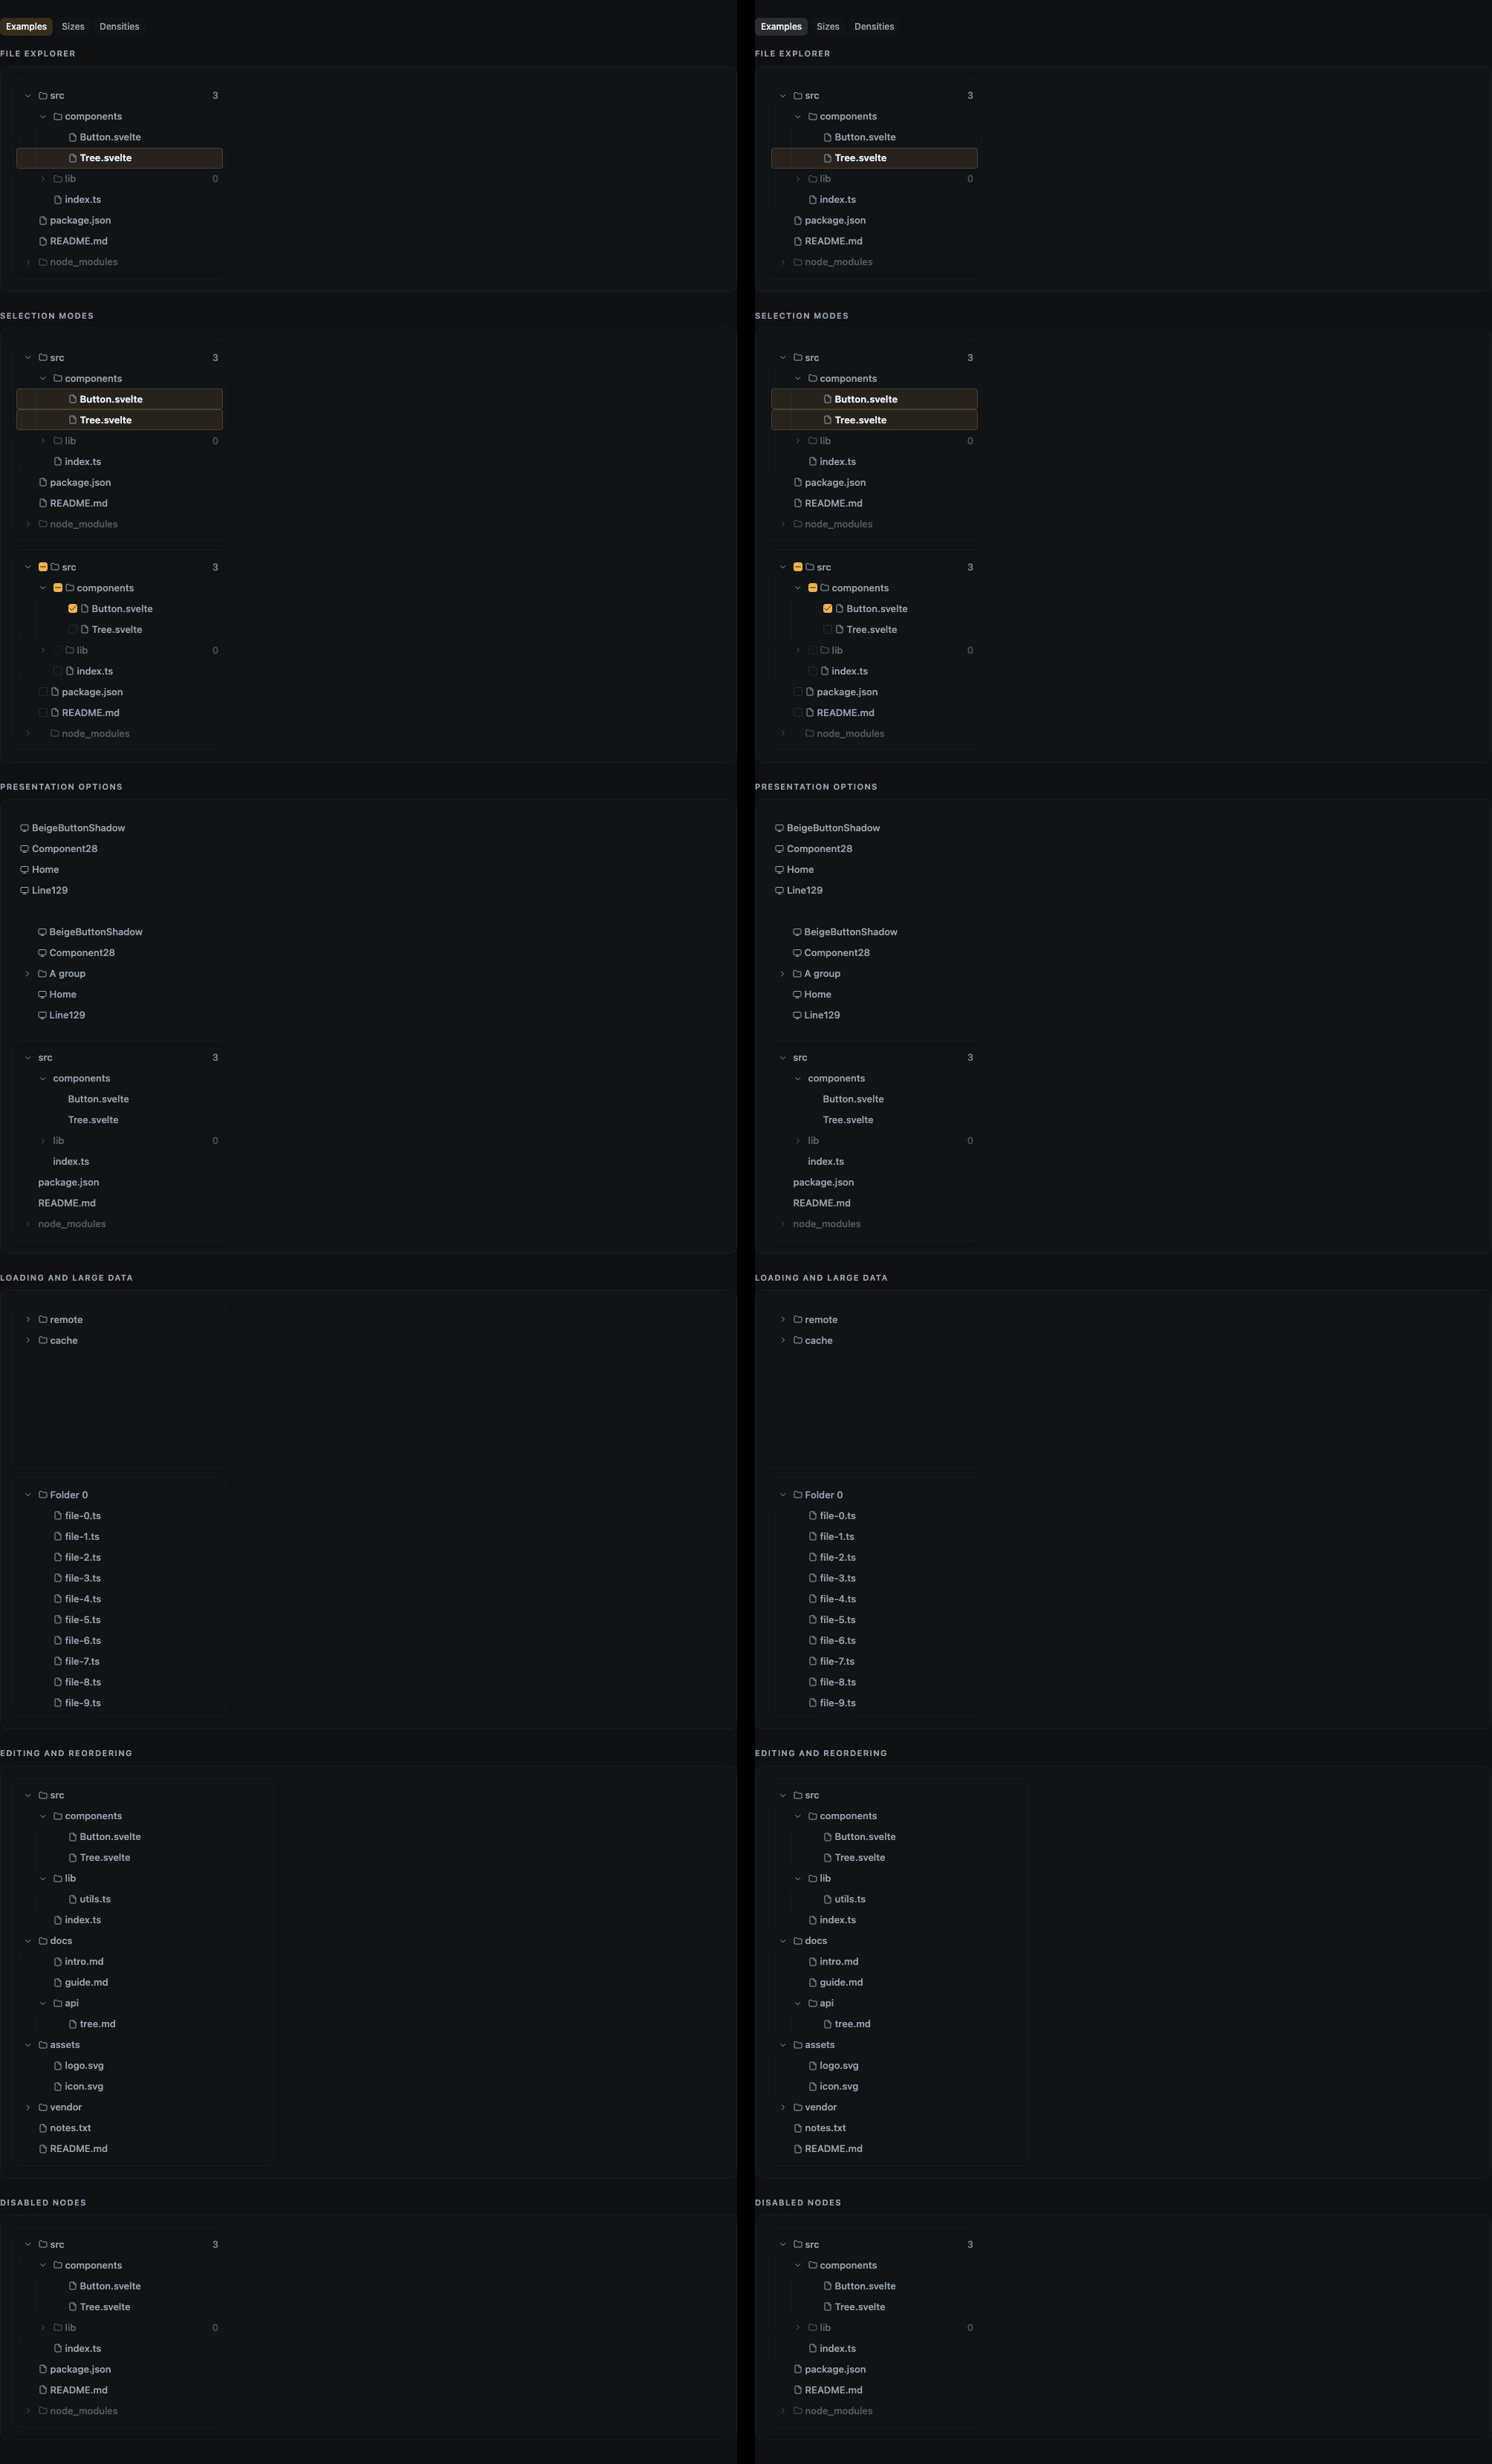 Examples Sizes Densities
FILE EXPLORER
src 3
components
Button.svelte
Tree.svelte
lib 0
index.ts
package.json
README.md
node_modules
SELECTION MODES
src 3
components
Button.svelte
Tree.svelte
lib 0
index.ts
package.json
README.md
node_modules
src 3
components
Button.svelte
Tree.svelte
lib 0
index.ts
package.json
README.md
node_modules
PRESENTATION OPTIONS
BeigeButtonShadow
Component28
Home
Line129
BeigeButtonShadow
Component28
A group
Home
Line129
src 3
components
Button.svelte
Tree.svelte
lib 0
index.ts
package.json
README.md
node_modules
LOADING AND LARGE DATA
remote
cache
Folder 0
file-0.ts
file-1.ts
file-2.ts
file-3.ts
file-4.ts
file-5.ts
file-6.ts
file-7.ts
file-8.ts
file-9.ts
EDITING AND REORDERING
src
components
Button.svelte
Tree.svelte
lib
utils.ts
index.ts
docs
intro.md
guide.md
api
tree.md
assets
logo.svg
icon.svg
vendor
notes.txt
README.md
DISABLED NODES
src 3
components
Button.svelte
Tree.svelte
lib 0
index.ts
package.json
README.md
node_modules
Examples Sizes Densities
FILE EXPLORER
src 3
components
Button.svelte
Tree.svelte
lib 0
index.ts
package.json
README.md
node_modules
SELECTION MODES
src 3
components
Button.svelte
Tree.svelte
lib 0
index.ts
package.json
README.md
node_modules
src 3
components
Button.svelte
Tree.svelte
lib 0
index.ts
package.json
README.md
node_modules
PRESENTATION OPTIONS
BeigeButtonShadow
Component28
Home
Line129
BeigeButtonShadow
Component28
A group
Home
Line129
src 3
components
Button.svelte
Tree.svelte
lib 0
index.ts
package.json
README.md
node_modules
LOADING AND LARGE DATA
remote
cache
Folder 0
file-0.ts
file-1.ts
file-2.ts
file-3.ts
file-4.ts
file-5.ts
file-6.ts
file-7.ts
file-8.ts
file-9.ts
EDITING AND REORDERING
src
components
Button.svelte
Tree.svelte
lib
utils.ts
index.ts
docs
intro.md
guide.md
api
tree.md
assets
logo.svg
icon.svg
vendor
notes.txt
README.md
DISABLED NODES
src 3
components
Button.svelte
Tree.svelte
lib 0
index.ts
package.json
README.md
node_modules